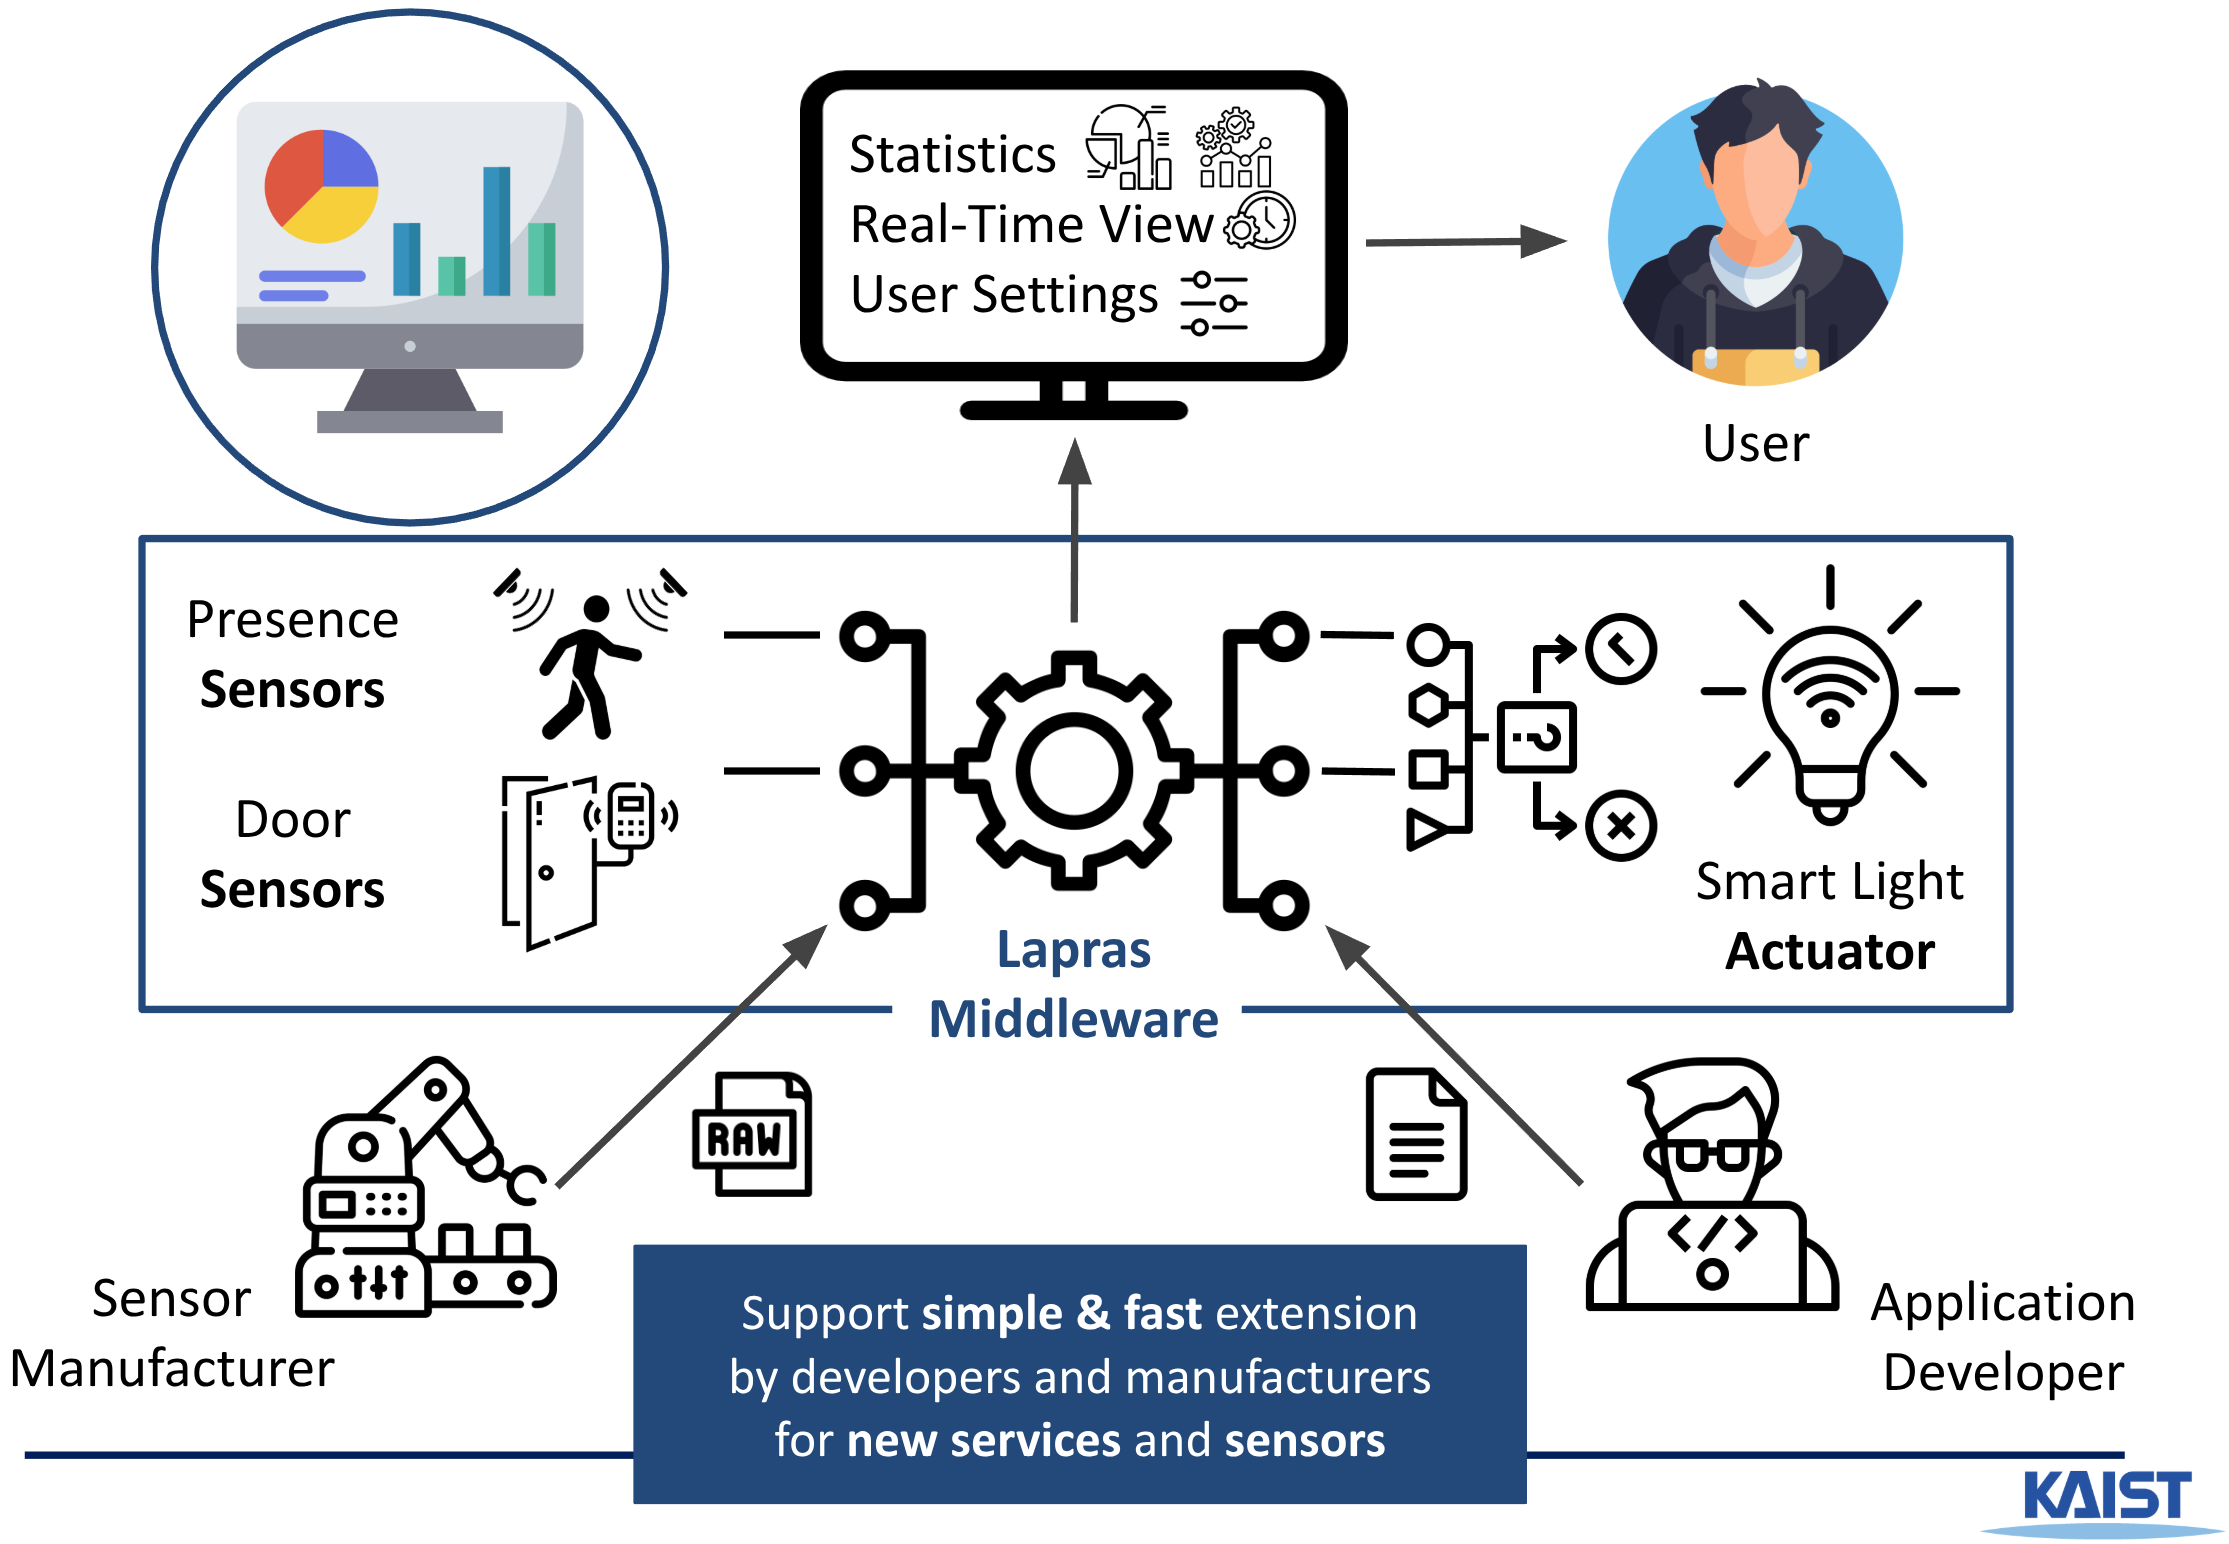 Statistics
Real-Time View
User Settings
User
Presence
Sensors
Door
Sensors
Lapras
Middleware
Smart Light
Actuator
RAW
Sensor
Manufacturer
Support simple & fast extension
by developers and manufacturers
for new services and sensors
Application
Developer
KAIST